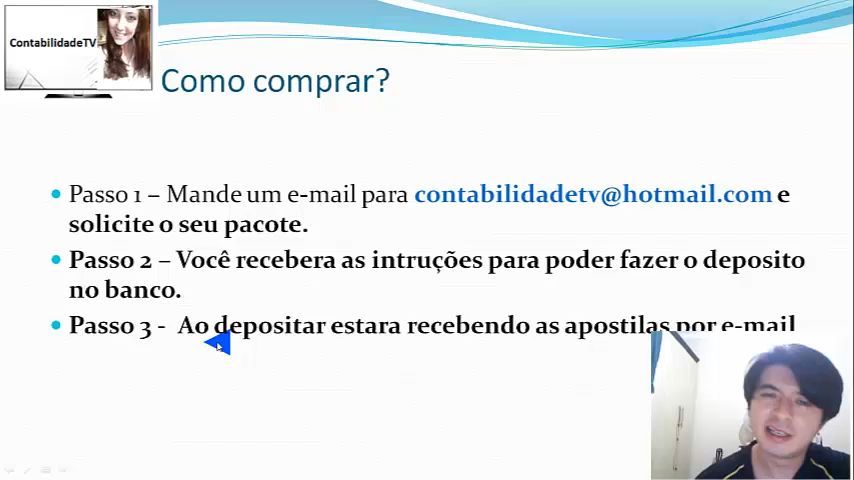 ContabilidadeTV
Como comprar?
Passo 1 – Mande um e-mail para contabilidadetv@hotmail.com e
solicite o seu pacote.
Passo 2 – Você recebera as intruções para poder fazer o deposito
no banco.
Passo 3 - Ao depositar estara recebendo as apostilas por e-mail